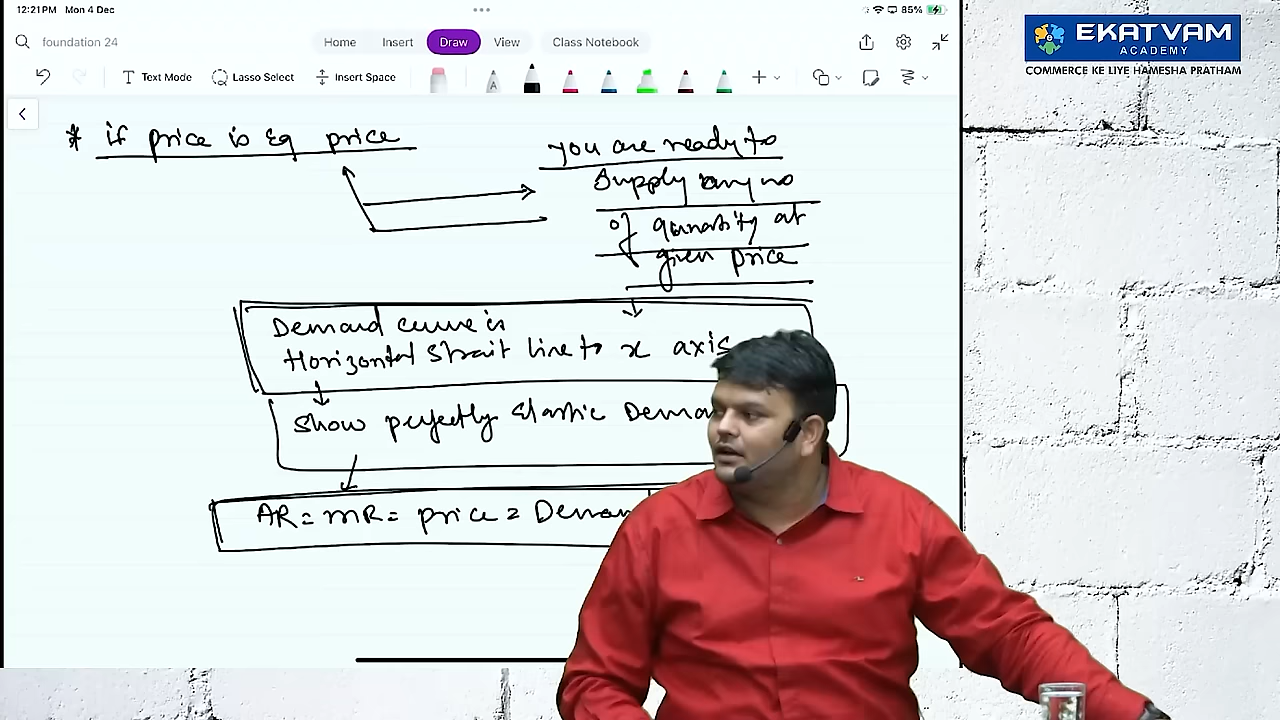 12:21 PM Mon 4 Dec
85%
foundation 24
Home Insert Draw View Class Notebook
Text Mode Lasso Select Insert Space
EKATVAM
ACADEMY
COMMERCE KE LIYE HAMESHA PRATHAM
* if price is Eq price
you are ready to
Supply any no
of quantity at
given price
Demand curve is
Horizontal Strait line to x axis
Show perfectly Elastic Dema
AR = MR = price = Deman